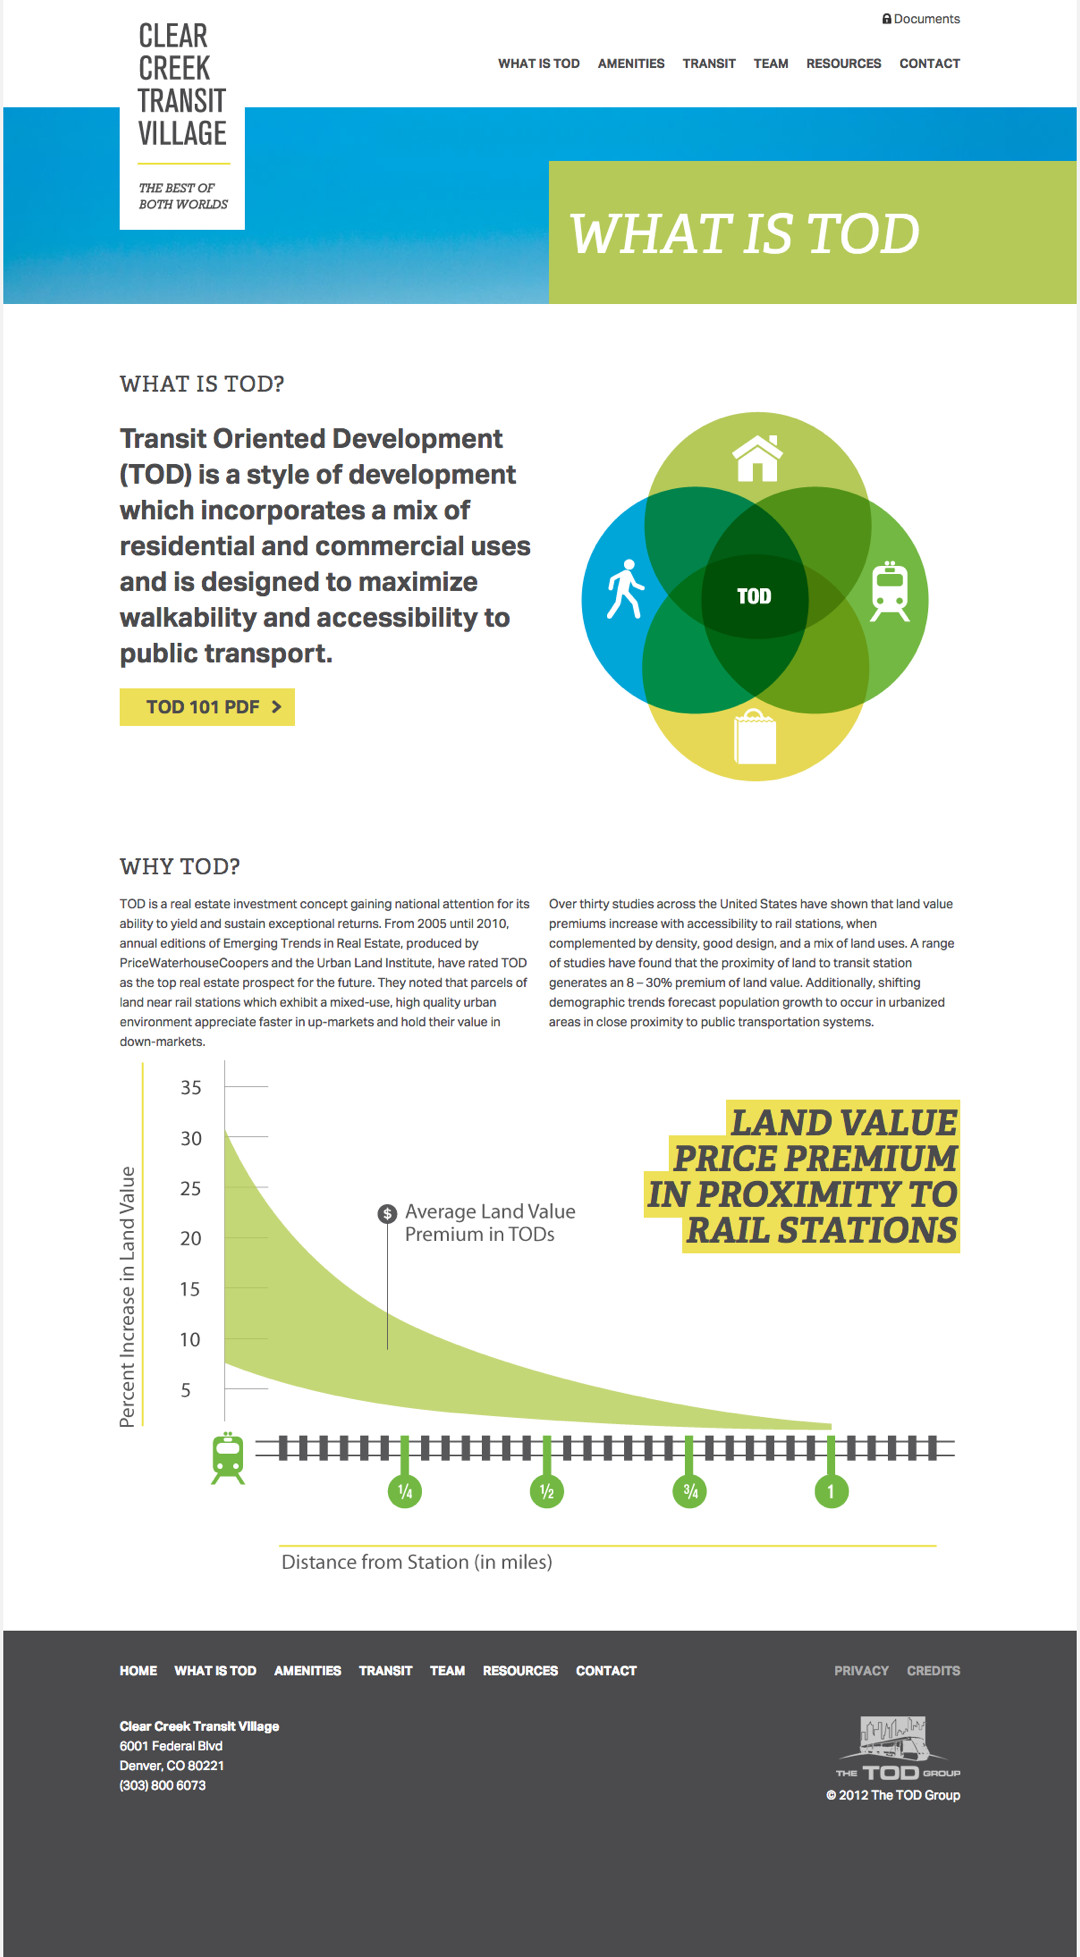 Documents
CLEAR
CREEK
TRANSIT
VILLAGE
THE BEST OF
BOTH WORLDS
WHAT IS TOD AMENITIES TRANSIT TEAM RESOURCES CONTACT
WHAT IS TOD
WHAT IS TOD?
Transit Oriented Development
(TOD) is a style of development
which incorporates a mix of
residential and commercial uses
and is designed to maximize
walkability and accessibility to
public transport.
TOD 101 PDF >
TOD
WHY TOD?
TOD is a real estate investment concept gaining national attention for its
ability to yield and sustain exceptional returns. From 2005 until 2010,
annual editions of Emerging Trends in Real Estate, produced by
PriceWaterhouseCoopers and the Urban Land Institute, have rated TOD
as the top real estate prospect for the future. They noted that parcels of
land near rail stations which exhibit a mixed-use, high quality urban
environment appreciate faster in up-markets and hold their value in
down-markets.
Over thirty studies across the United States have shown that land value
premiums increase with accessibility to rail stations, when
complemented by density, good design, and a mix of land uses. A range
of studies have found that the proximity of land to transit station
generates an 8 – 30% premium of land value. Additionally, shifting
demographic trends forecast population growth to occur in urbanized
areas in close proximity to public transportation systems.
Percent Increase in Land Value
35
30
25
20
15
10
5
$ Average Land Value
Premium in TODs
LAND VALUE
PRICE PREMIUM
IN PROXIMITY TO
RAIL STATIONS
1/4 1/2 3/4 1
Distance from Station (in miles)
HOME WHAT IS TOD AMENITIES TRANSIT TEAM RESOURCES CONTACT
PRIVACY CREDITS
Clear Creek Transit Village
6001 Federal Blvd
Denver, CO 80221
(303) 800 6073
THE TOD GROUP
© 2012 The TOD Group